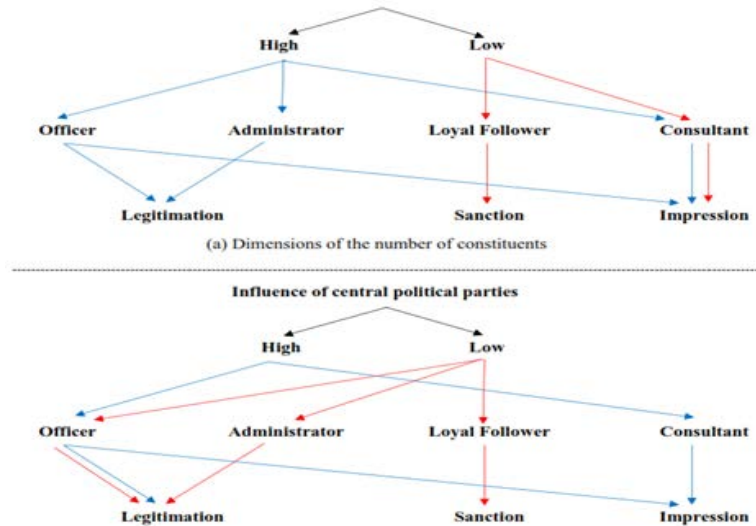 High Low
Officer Administrator Loyal Follower Consultant
Legitimation Sanction Impression
(a) Dimensions of the number of constituents
Influence of central political parties
High Low
Officer Administrator Loyal Follower Consultant
Legitimation Sanction Impression